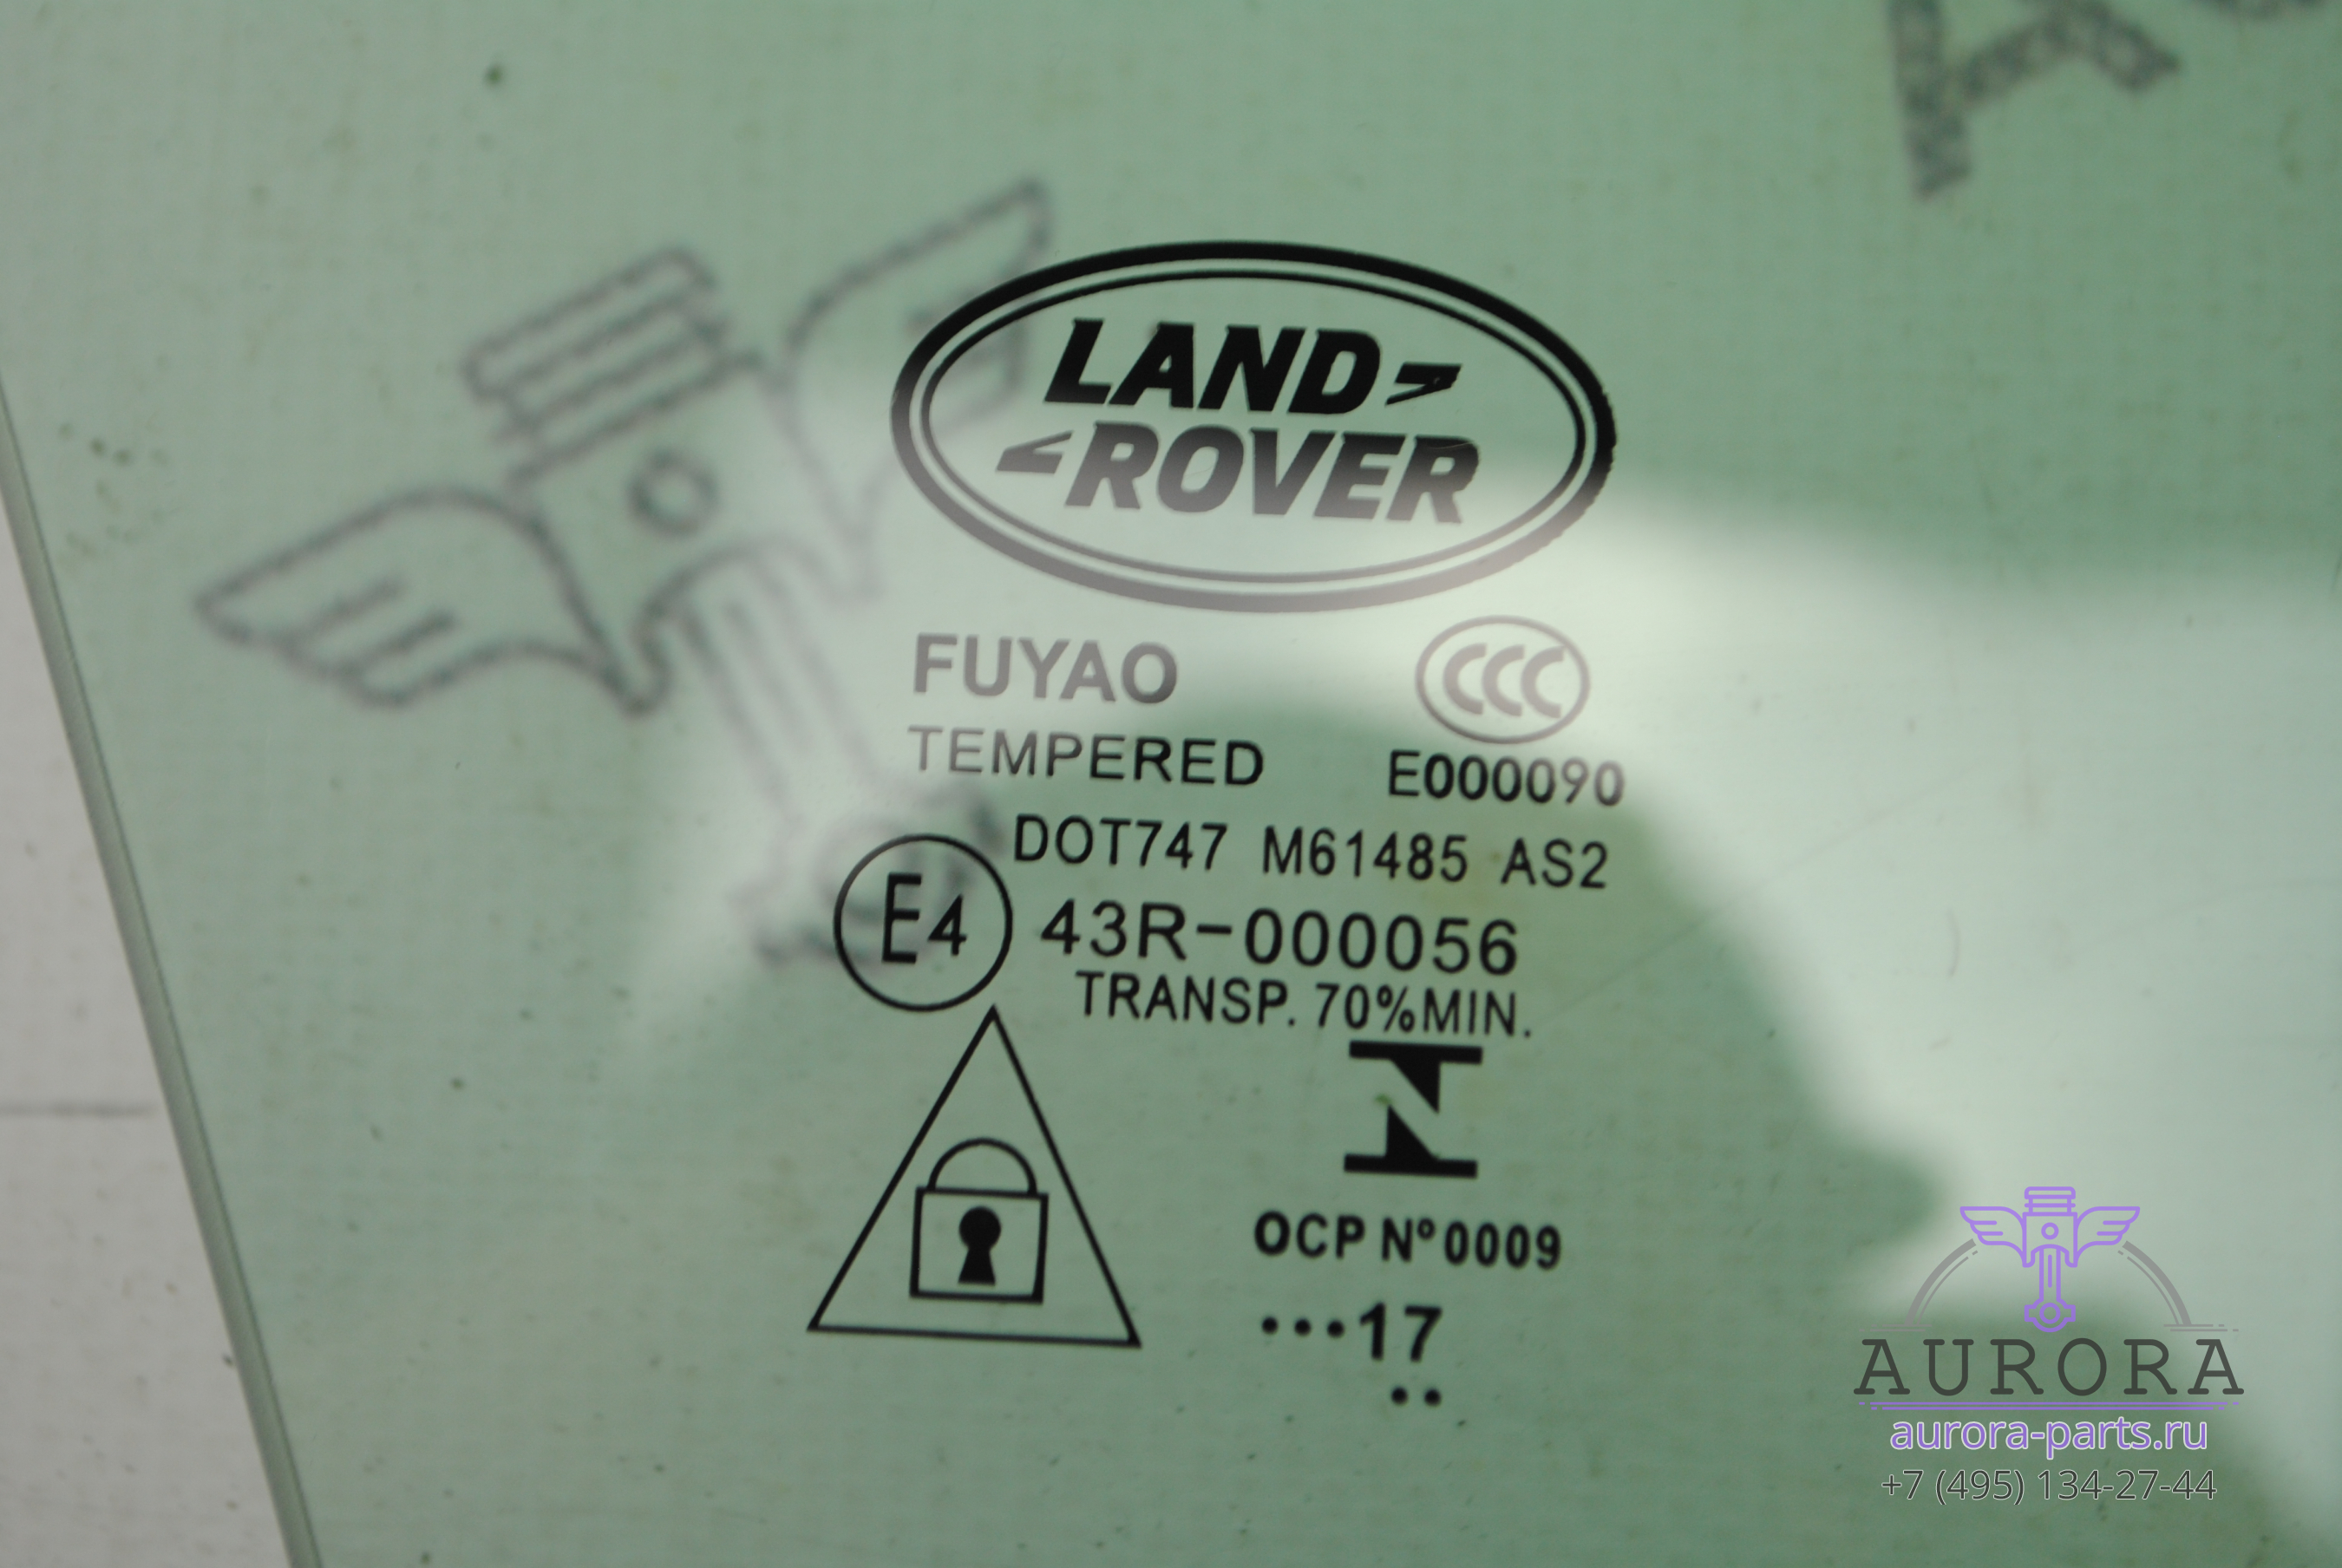 LAND
ROVER
FUYAO
CCC
TEMPERED E000090
DOT747 M61485 AS2
E4 43R-000056
TRANSP. 70%MIN.
OCP Nº0009
•••17
••
AURORA
aurora-parts.ru
+7 (495) 134-27-44